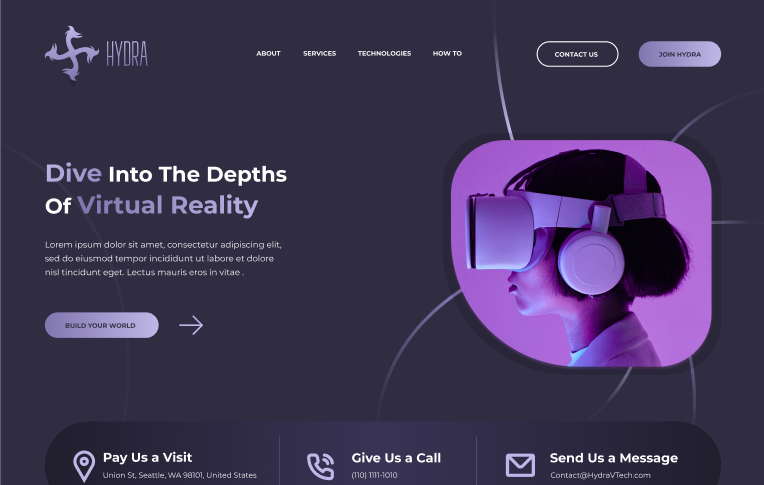 HYDRA
ABOUT SERVICES TECHNOLOGIES HOW TO
CONTACT US
JOIN HYDRA
Dive Into The Depths
Of Virtual Reality
Lorem ipsum dolor sit amet, consectetur adipiscing elit,
sed do eiusmod tempor incididunt ut labore et dolore
nisl tincidunt eget. Lectus mauris eros in vitae .
BUILD YOUR WORLD
Pay Us a Visit
Union St, Seattle, WA 98101, United States
Give Us a Call
(110) 1111-1010
Send Us a Message
Contact@HydraVTech.com